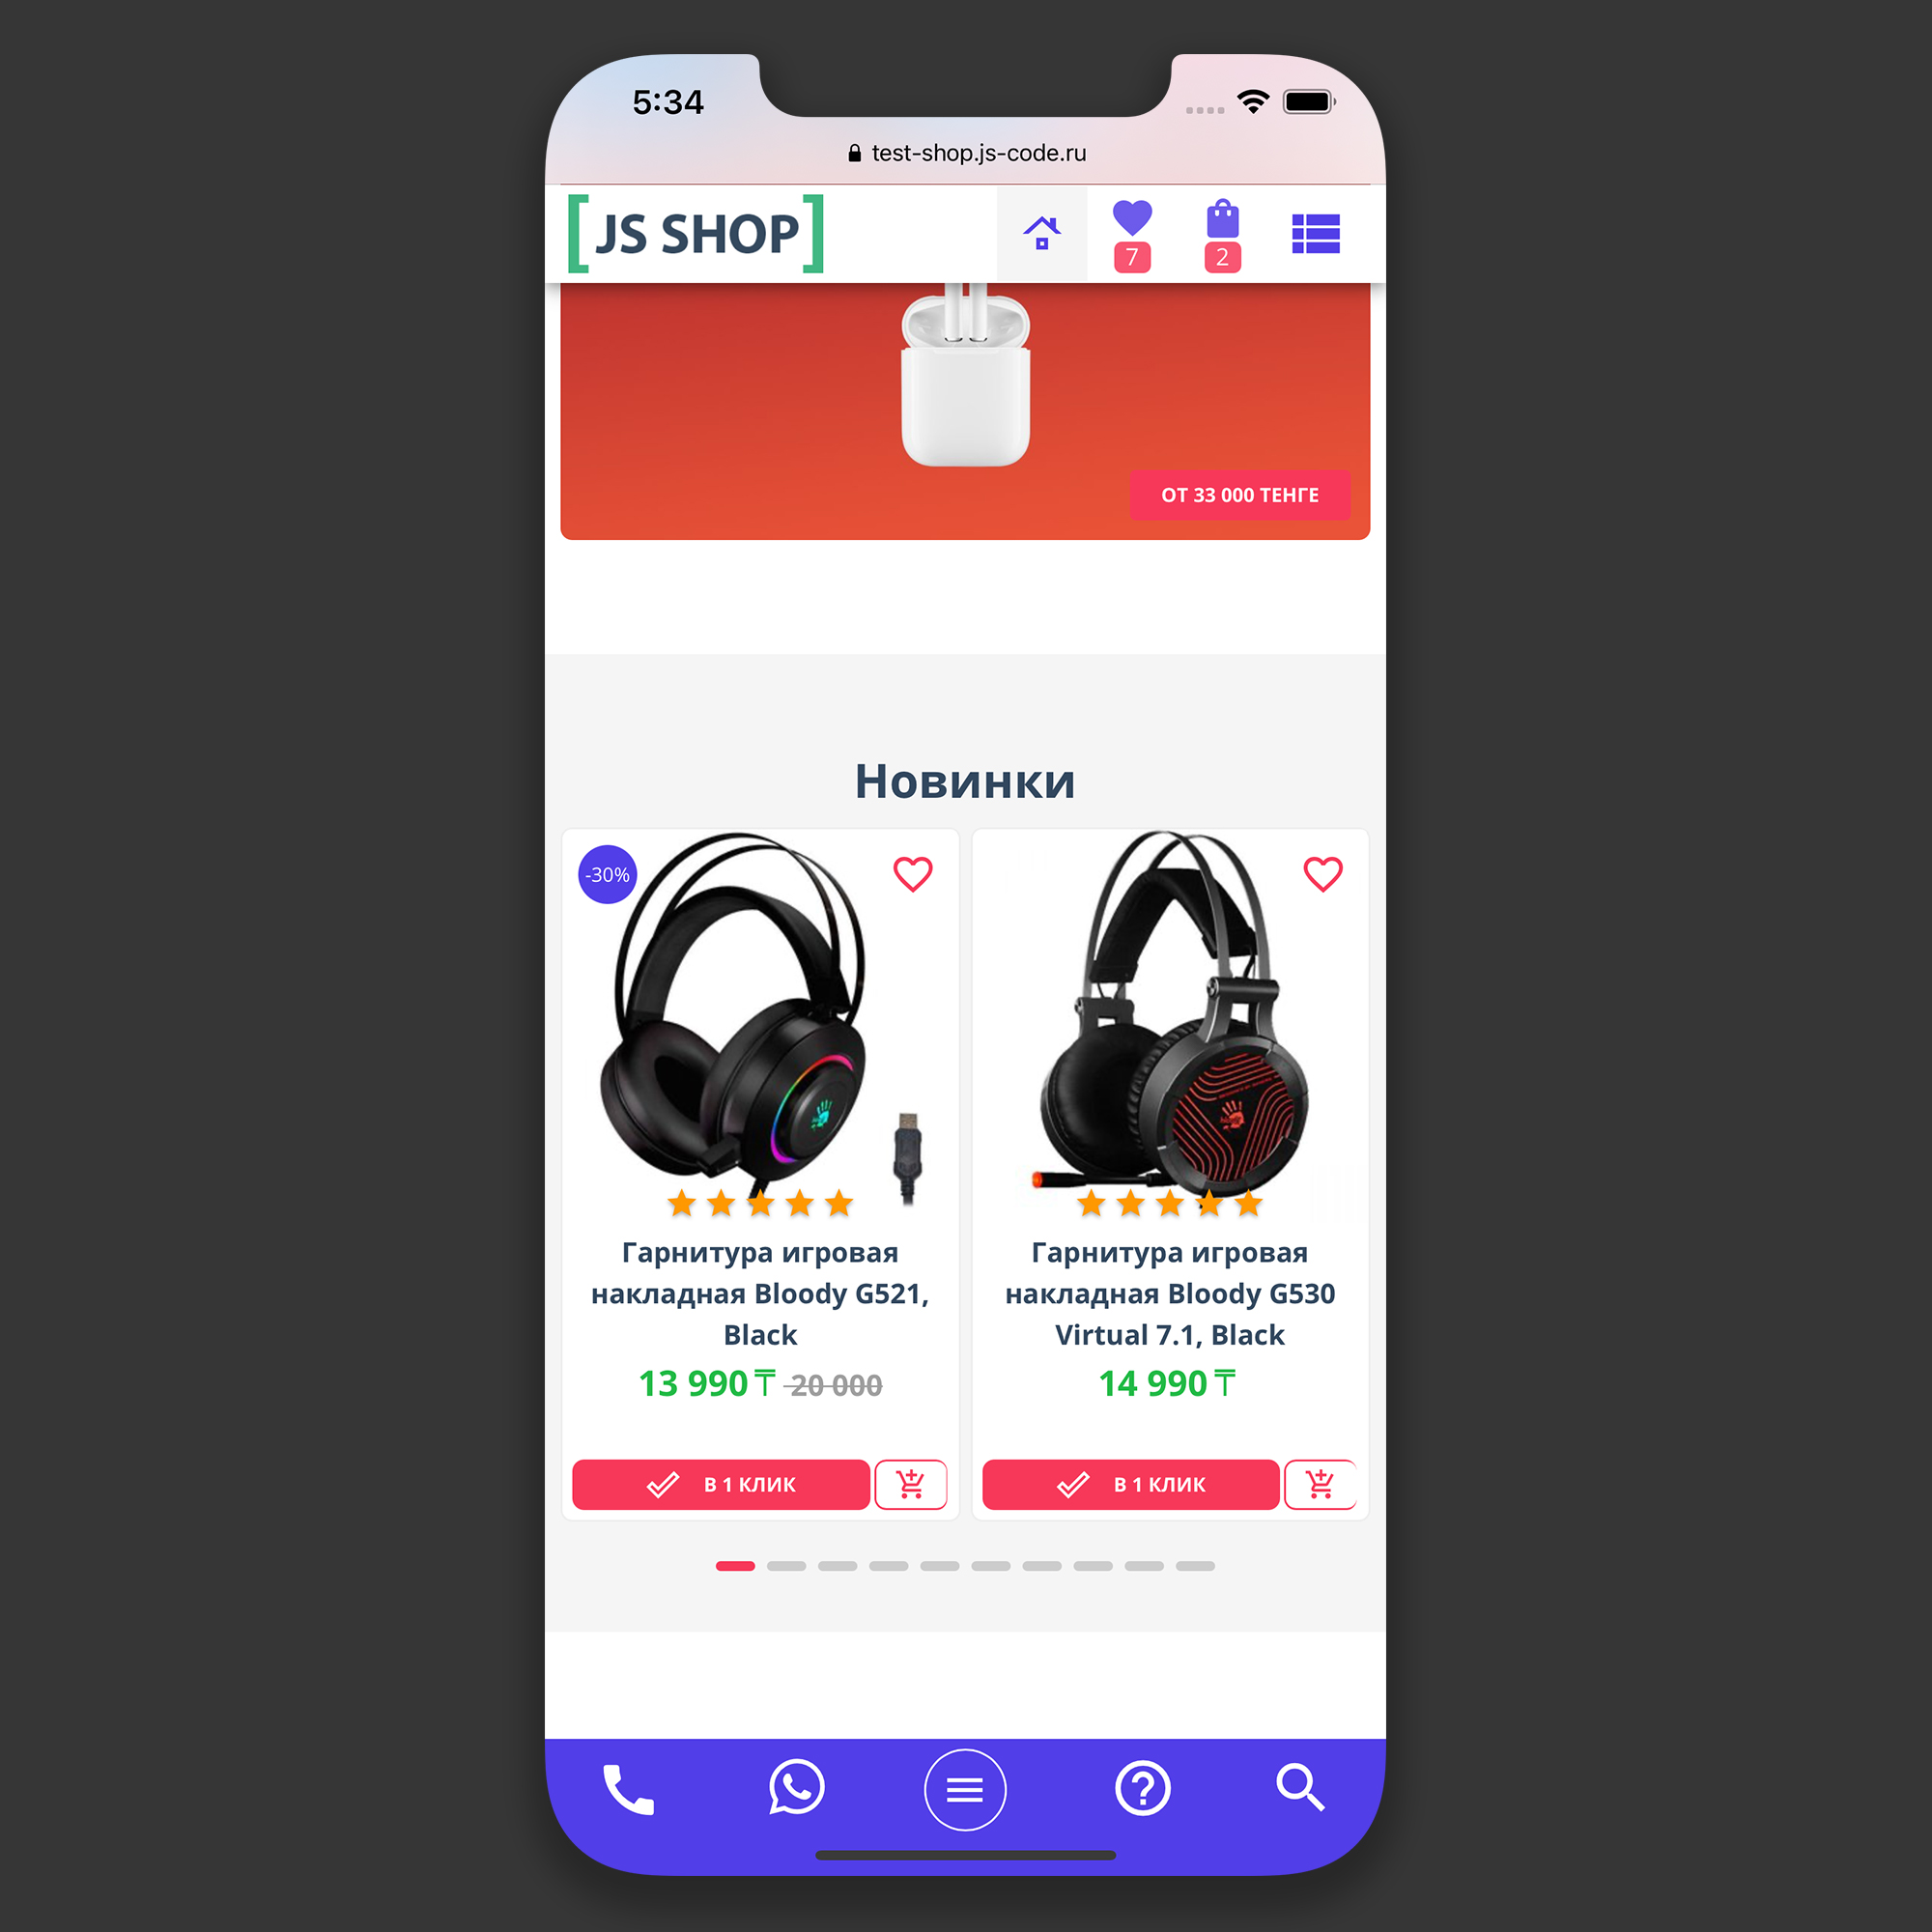 5:34
test-shop.js-code.ru
[JS SHOP]
7
2
ОТ 33 000 ТЕНГЕ
Новинки
-30%
Гарнитура игровая
накладная Bloody G521,
Black
13 990 ₸ 20 000
В 1 КЛИК
Гарнитура игровая
накладная Bloody G530
Virtual 7.1, Black
14 990 ₸
В 1 КЛИК